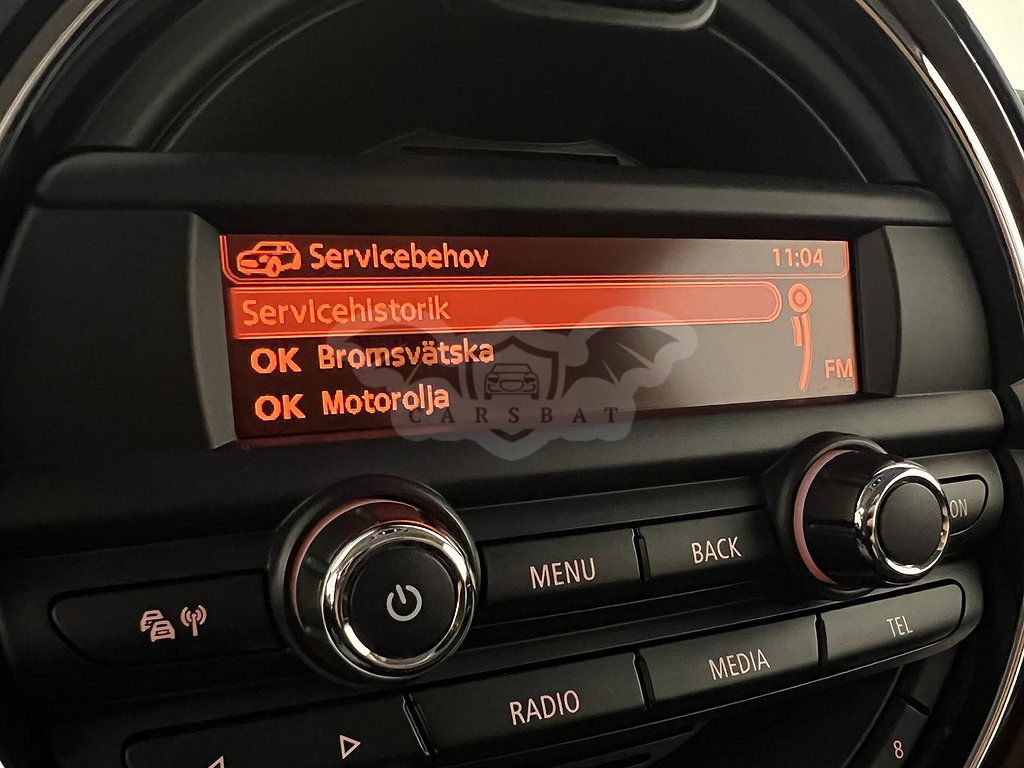 Servicebehov 11:04
Servicehistorik
OK Bromsvätska
FM
OK Motorolja
CARSBAT
MENU BACK ON
RADIO MEDIA TEL
8